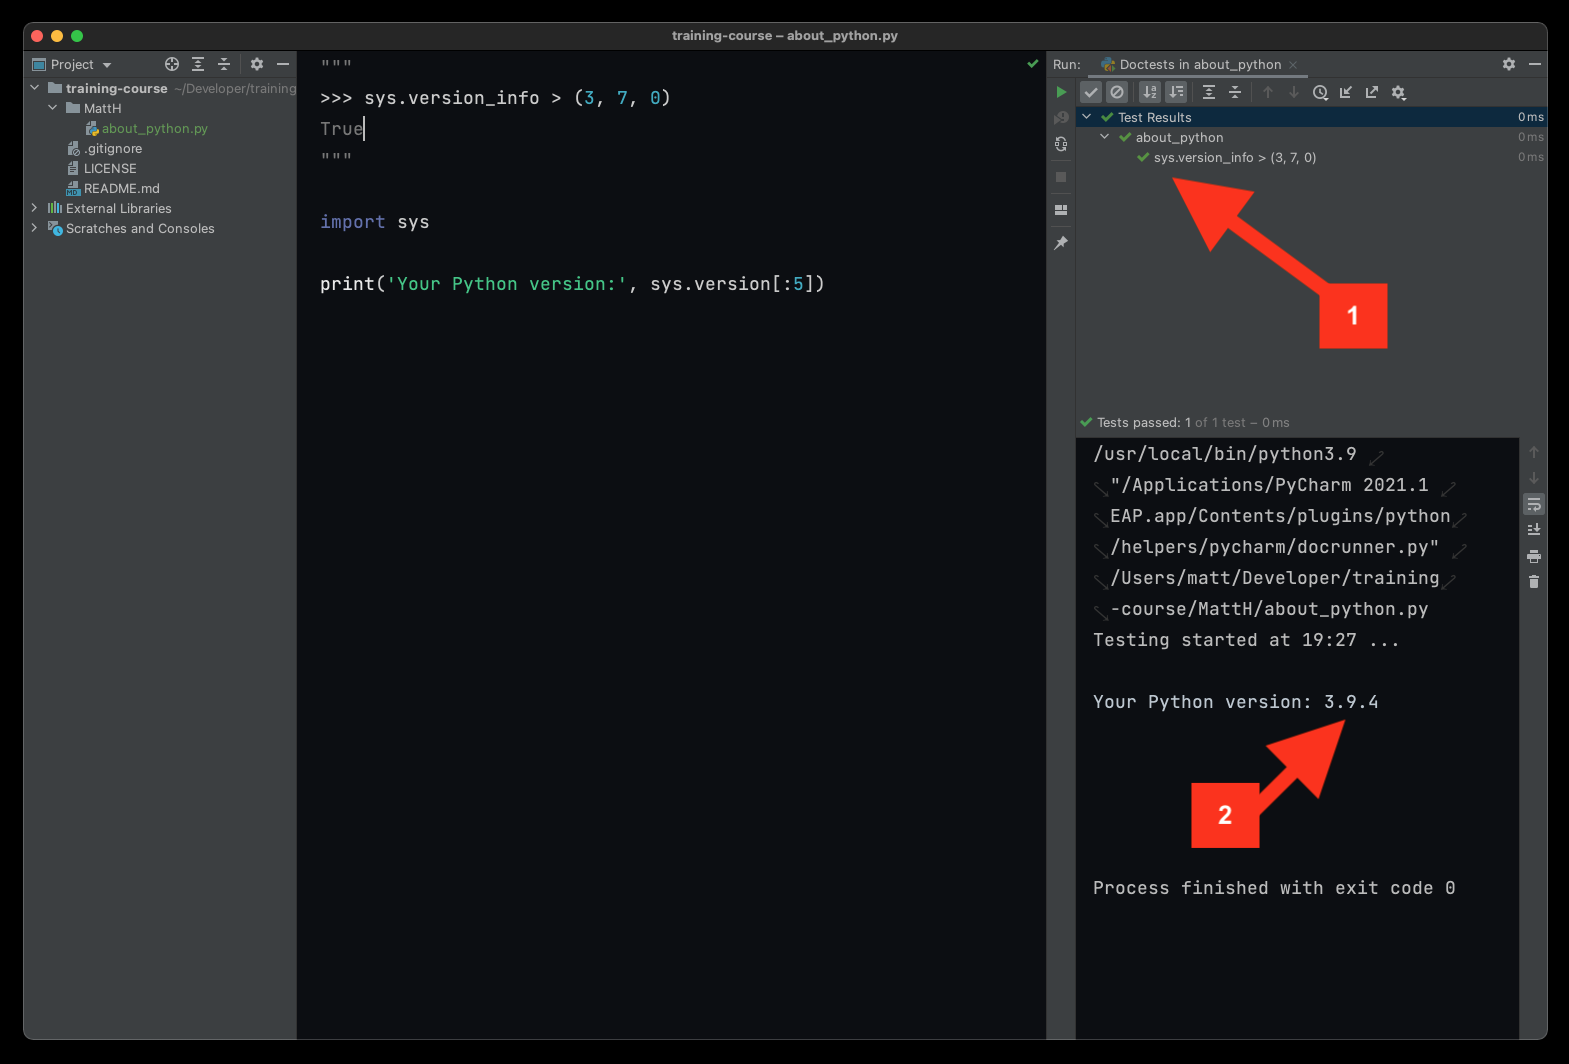 training-course – about_python.py
Project
training-course ~/Developer/training
MattH
about_python.py
.gitignore
LICENSE
README.md
External Libraries
Scratches and Consoles
"""
>>> sys.version_info > (3, 7, 0)
True
"""
import sys
print('Your Python version:', sys.version[:5])
Run: Doctests in about_python
Test Results 0 ms
about_python 0 ms
sys.version_info > (3, 7, 0) 0 ms
1
Tests passed: 1 of 1 test – 0 ms
/usr/local/bin/python3.9
"/Applications/PyCharm 2021.1
EAP.app/Contents/plugins/python
/helpers/pycharm/docrunner.py"
/Users/matt/Developer/training
-course/MattH/about_python.py
Testing started at 19:27 ...
Your Python version: 3.9.4
2
Process finished with exit code 0